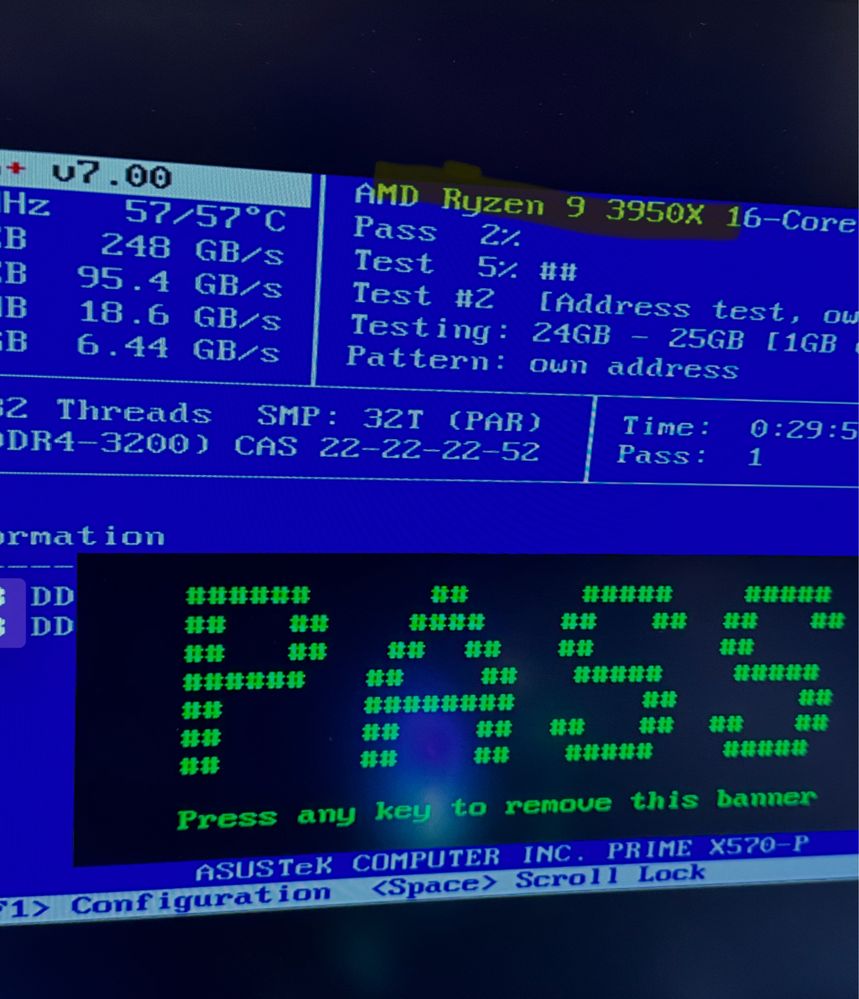 + v7.00
Hz 57/57°C
B 248 GB/s
B 95.4 GB/s
B 18.6 GB/s
B 6.44 GB/s
AMD Ryzen 9 3950X 16-Core
Pass 2%
Test 5% ##
Test #2 [Address test, ow
Testing: 24GB - 25GB [1GB
Pattern: own address
32 Threads SMP: 32T (PAR)
DDR4-3200) CAS 22-22-22-52
Time: 0:29:5
Pass: 1
ormation
DD
DD
PASS
Press any key to remove this banner
ASUSTeK COMPUTER INC. PRIME X570-P
F1> Configuration <Space> Scroll Lock